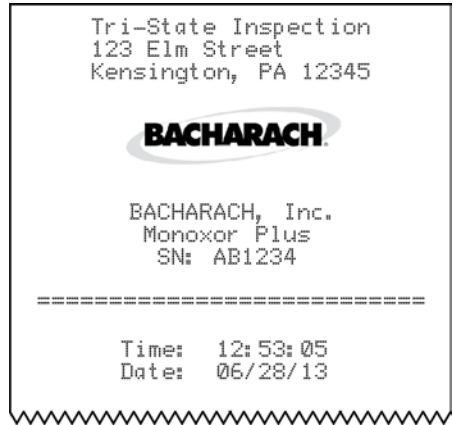 Tri-State Inspection
123 Elm Street
Kensington, PA 12345
BACHARACH
BACHARACH, Inc.
Monoxor Plus
SN: AB1234
===========================
Time: 12:53:05
Date: 06/28/13